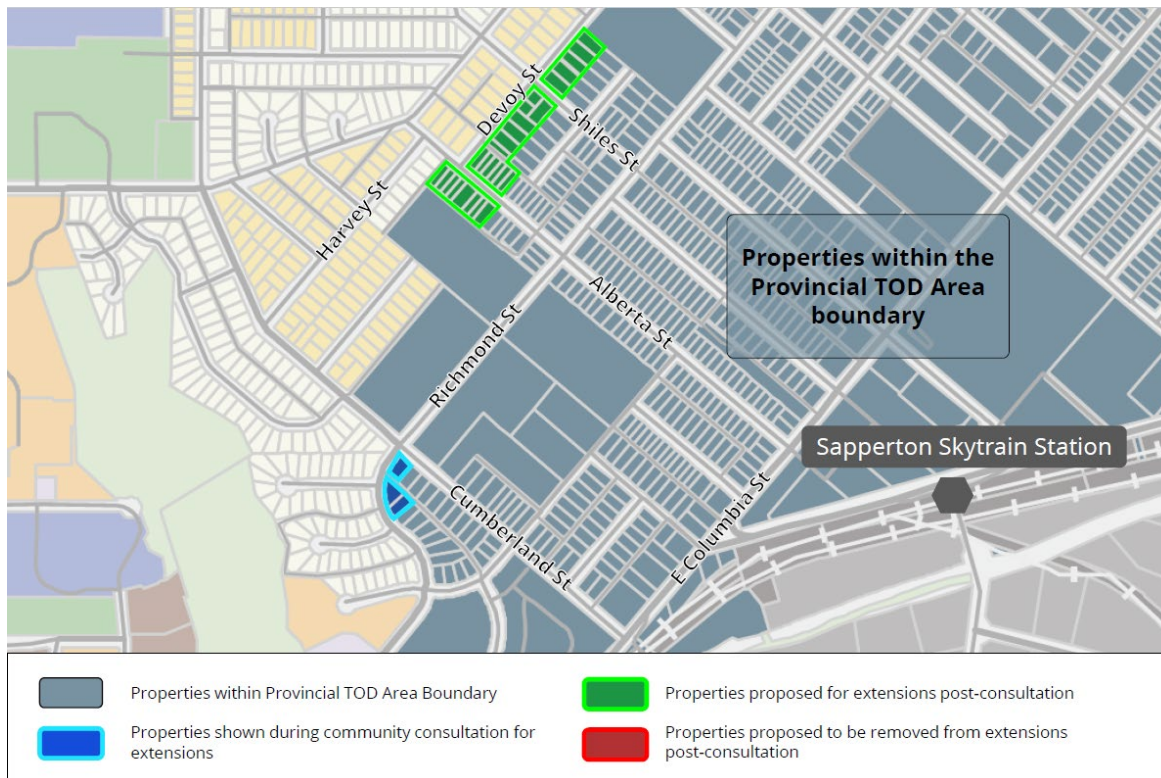 Devoy St
Shiles St
Harvey St
Properties within the
Provincial TOD Area
boundary
Alberta St
Richmond St
Sapperton Skytrain Station
Cumberland St
E Columbia St
Properties within Provincial TOD Area Boundary
Properties shown during community consultation for
extensions
Properties proposed for extensions post-consultation
Properties proposed to be removed from extensions
post-consultation